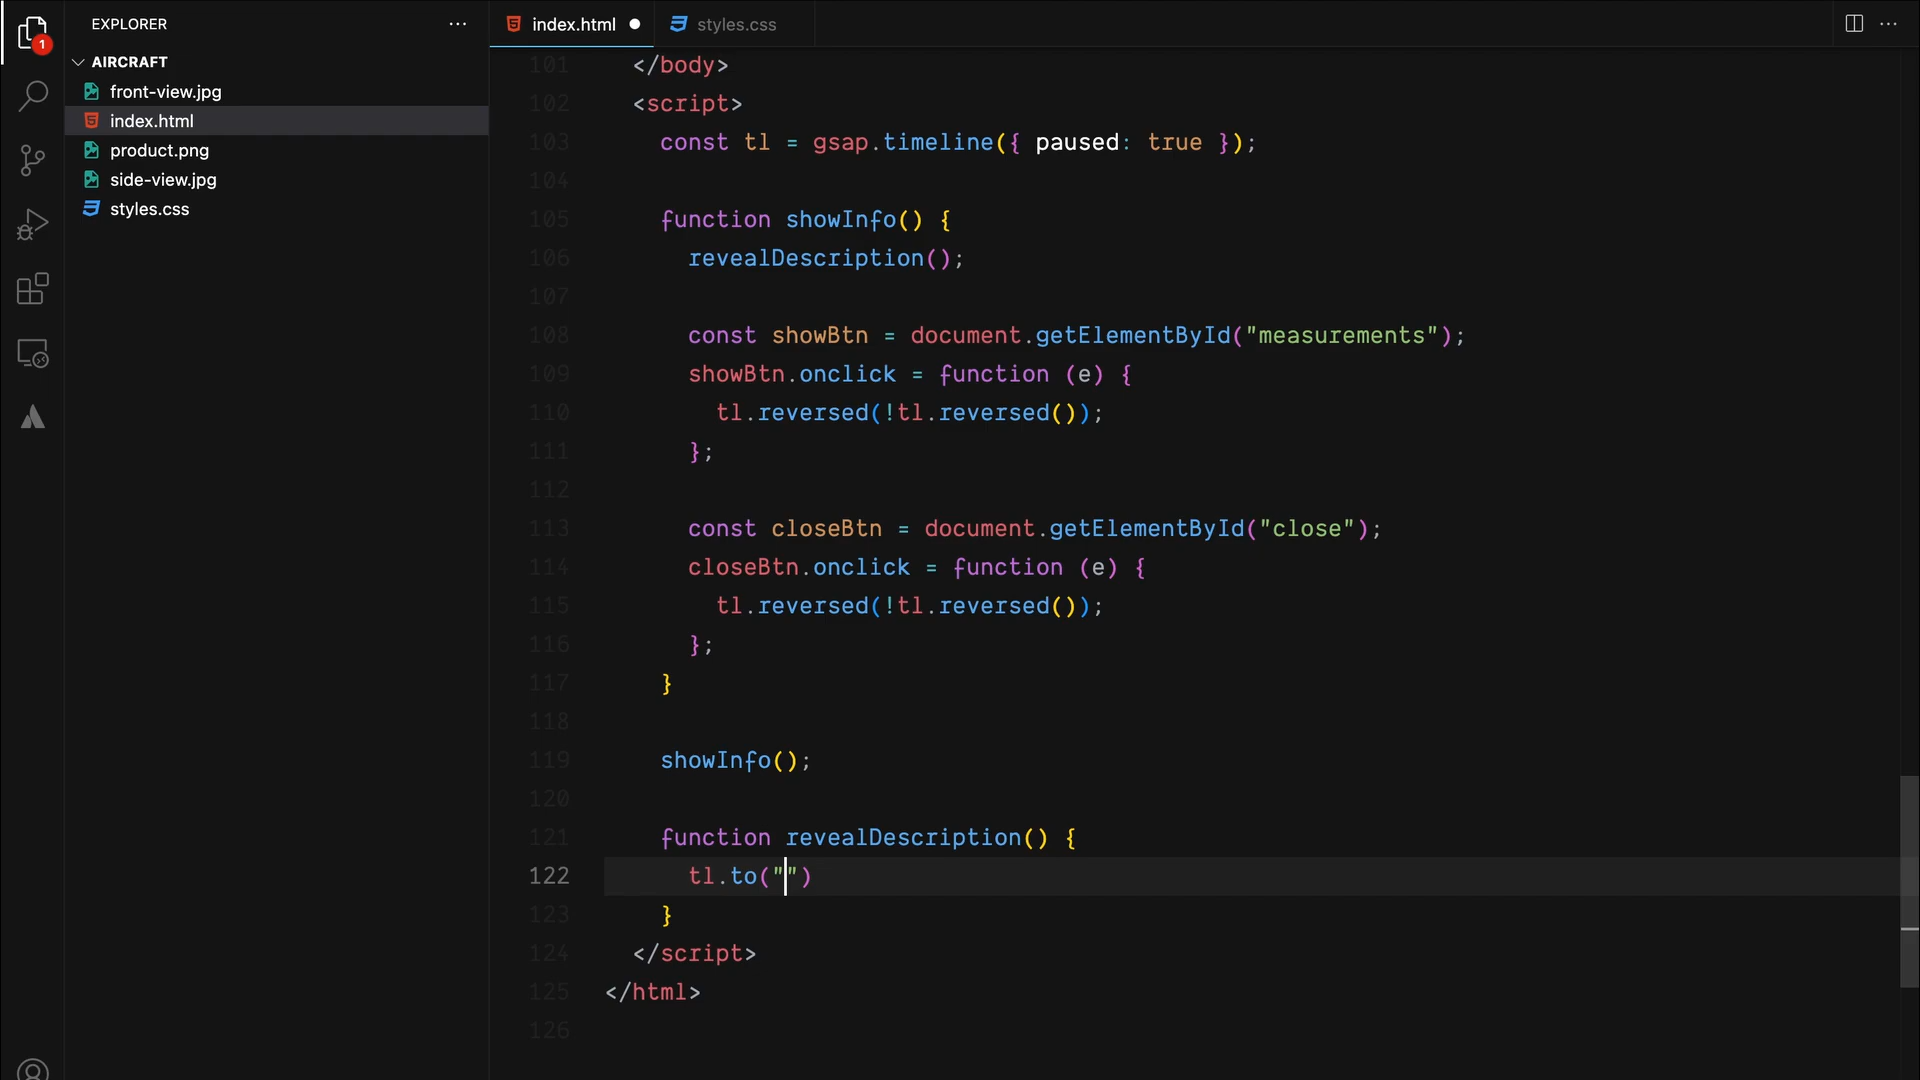 1
EXPLORER
...
AIRCRAFT
front-view.jpg
index.html
product.png
side-view.jpg
styles.css
index.html
styles.css
...
101 </body>
102 <script>
103 const tl = gsap.timeline({ paused: true });
104
105 function showInfo() {
106 revealDescription();
107
108 const showBtn = document.getElementById("measurements");
109 showBtn.onclick = function (e) {
110 tl.reversed(!tl.reversed());
111 };
112
113 const closeBtn = document.getElementById("close");
114 closeBtn.onclick = function (e) {
115 tl.reversed(!tl.reversed());
116 };
117 }
118
119 showInfo();
120
121 function revealDescription() {
122 tl.to("")
123 }
124 </script>
125 </html>
126